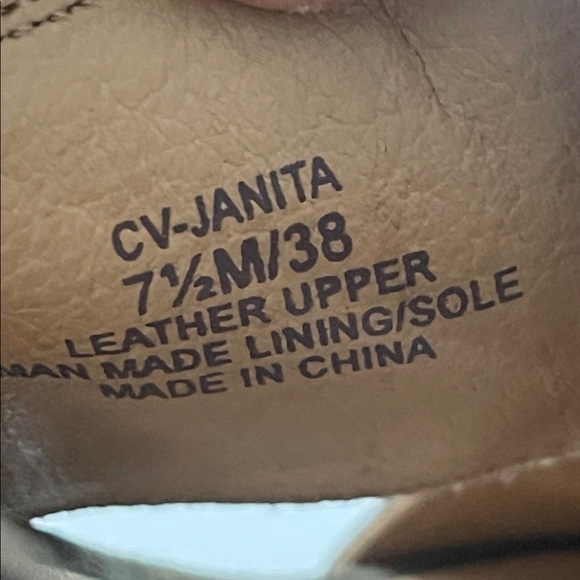 CV-JANITA
7½M/38
LEATHER UPPER
MAN MADE LINING/SOLE
MADE IN CHINA